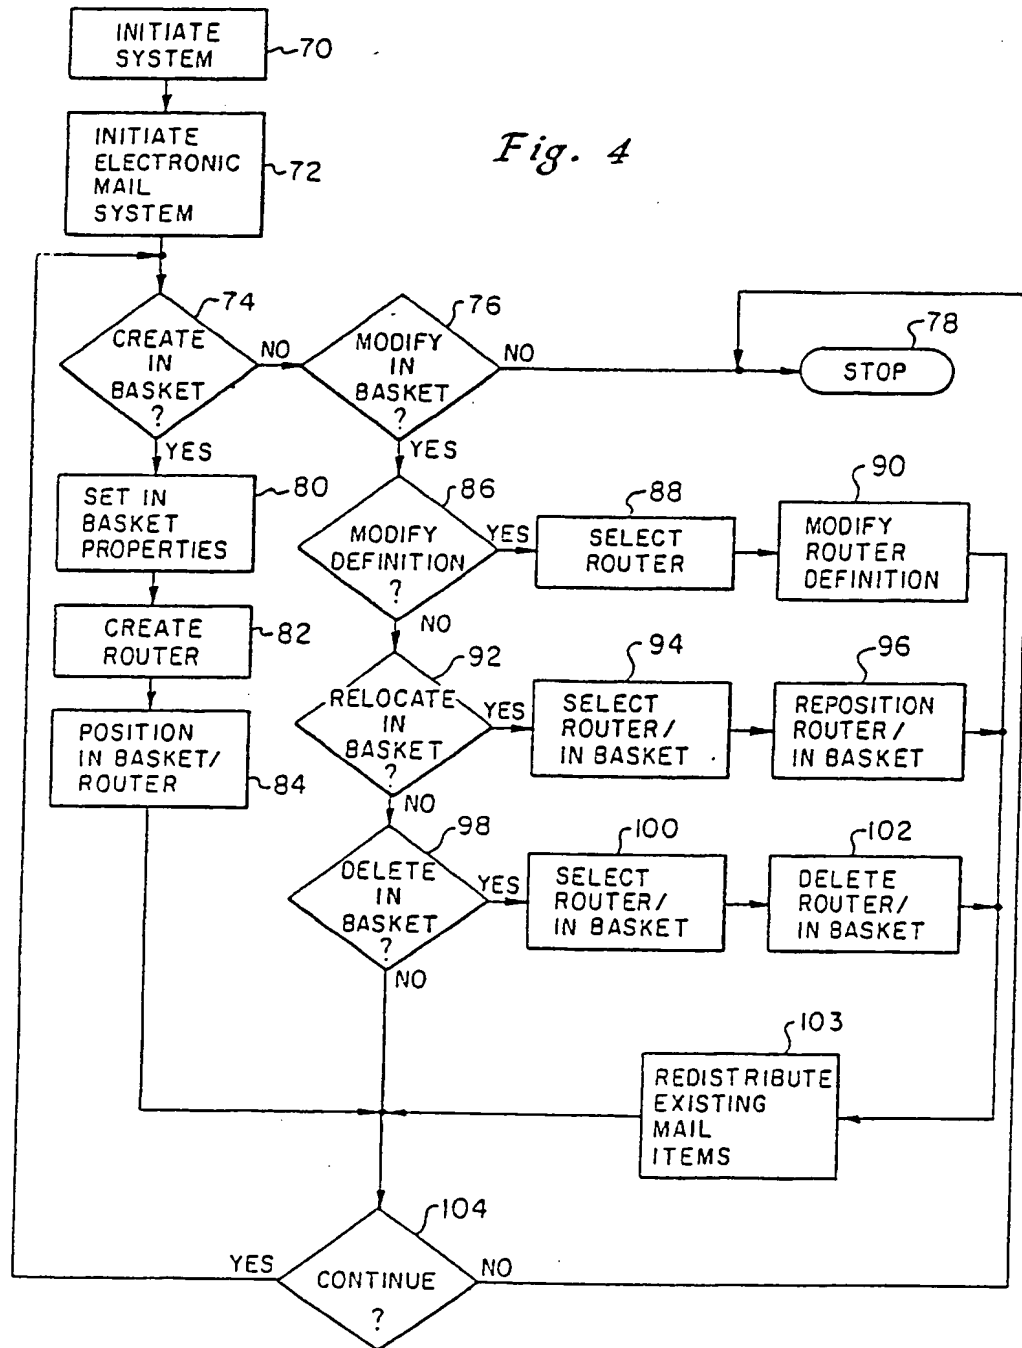 INITIATE
SYSTEM
70
INITIATE
ELECTRONIC
MAIL
SYSTEM
72
Fig. 4
74
CREATE
IN
BASKET
?
NO
YES
76
MODIFY
IN
BASKET
?
NO
YES
78
STOP
80
SET IN
BASKET
PROPERTIES
86
MODIFY
DEFINITION
?
YES
NO
88
SELECT
ROUTER
90
MODIFY
ROUTER
DEFINITION
CREATE
ROUTER
82
92
RELOCATE
IN
BASKET
?
YES
NO
94
SELECT
ROUTER/
IN BASKET
96
REPOSITION
ROUTER/
IN BASKET
POSITION
IN BASKET/
ROUTER
84
98
DELETE
IN
BASKET
?
YES
NO
100
SELECT
ROUTER/
IN BASKET
102
DELETE
ROUTER/
IN BASKET
103
REDISTRIBUTE
EXISTING
MAIL
ITEMS
104
YES
CONTINUE
?
NO